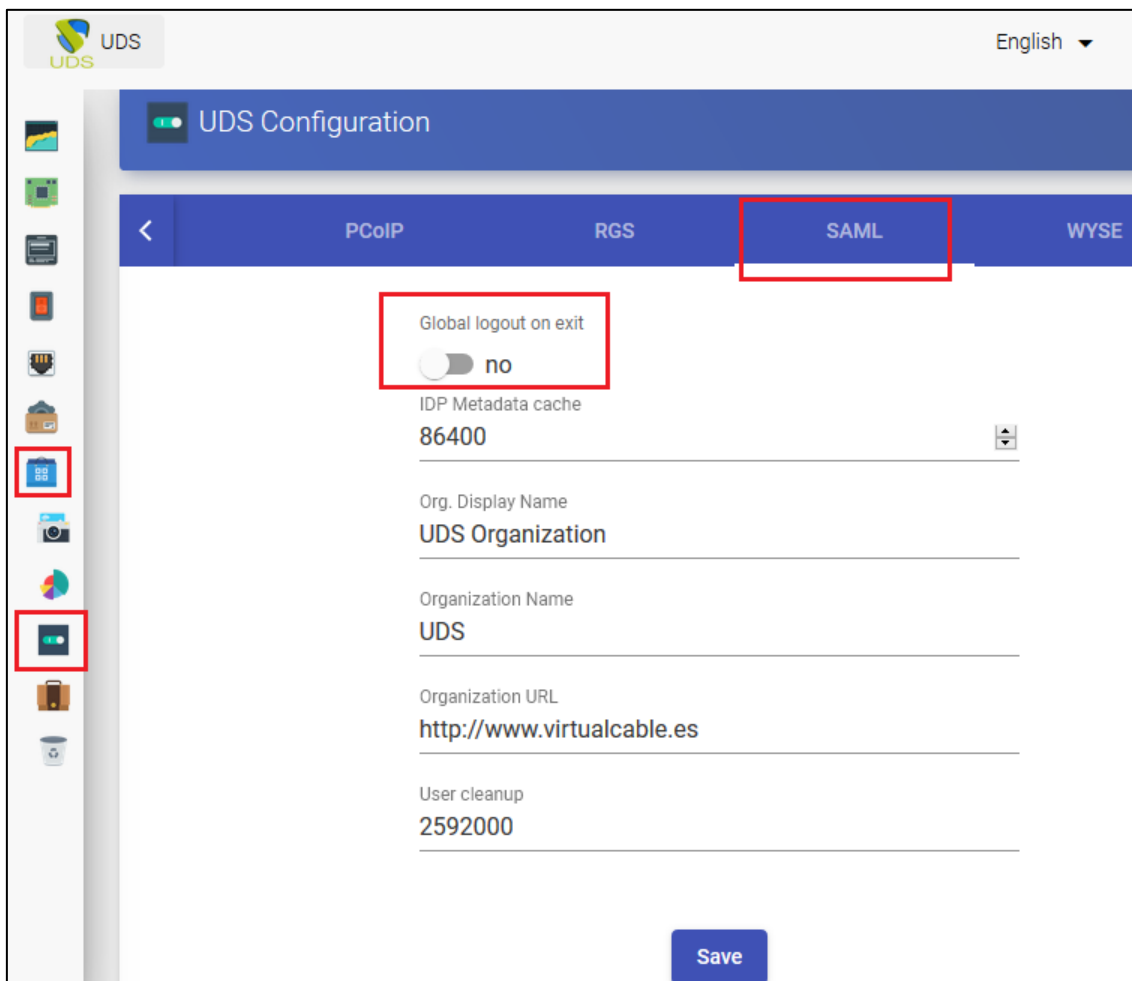 UDS
UDS
English
UDS Configuration
PCoIP
RGS
SAML
WYSE
Global logout on exit
no
IDP Metadata cache
86400
Org. Display Name
UDS Organization
Organization Name
UDS
Organization URL
http://www.virtualcable.es
User cleanup
2592000
Save